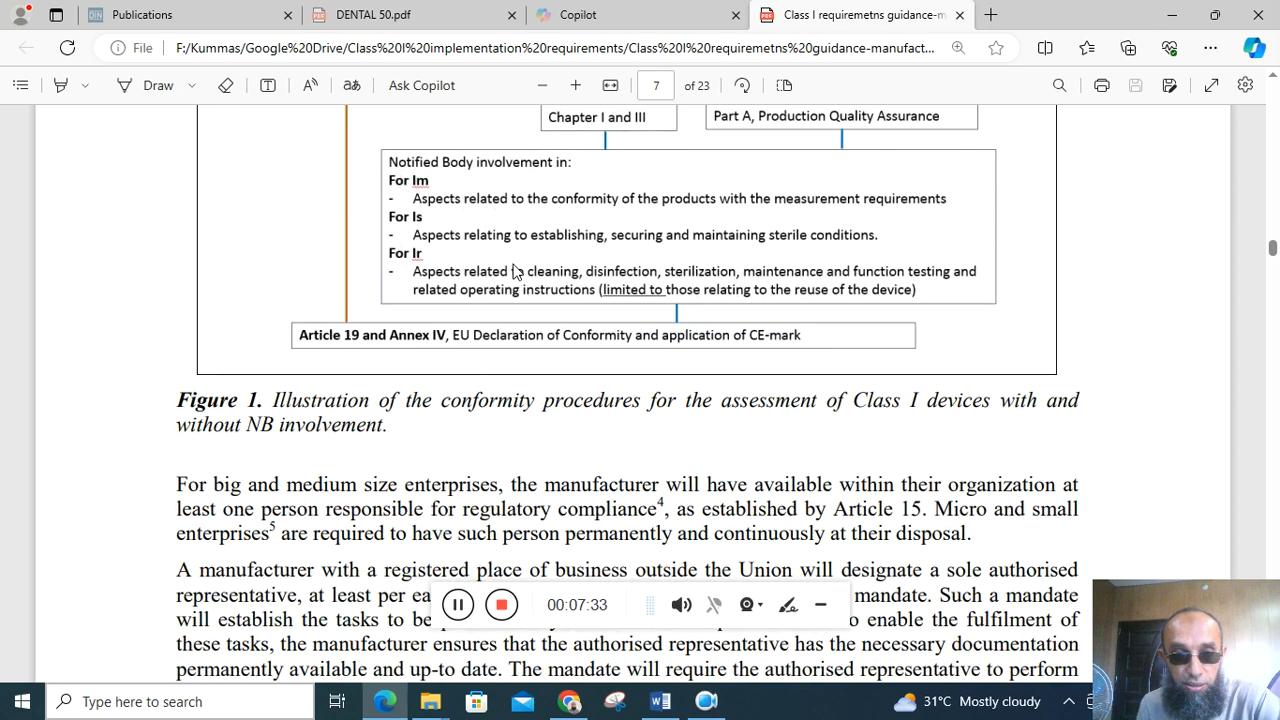 Publications
DENTAL 50.pdf
Copilot
Class I requiremetns guidance-m
File
F:/Kummas/Google%20Drive/Class%20I%20implementation%20requirements/Class%20I%20requiremetns%20guidance-manufact...
Draw
Ask Copilot
7
of 23
Chapter I and III
Part A, Production Quality Assurance
Notified Body involvement in:
For Im
- Aspects related to the conformity of the products with the measurement requirements
For Is
- Aspects relating to establishing, securing and maintaining sterile conditions.
For Ir
- Aspects related to cleaning, disinfection, sterilization, maintenance and function testing and
related operating instructions (limited to those relating to the reuse of the device)
Article 19 and Annex IV, EU Declaration of Conformity and application of CE-mark
Figure 1. Illustration of the conformity procedures for the assessment of Class I devices with and
without NB involvement.
For big and medium size enterprises, the manufacturer will have available within their organization at
least one person responsible for regulatory compliance4, as established by Article 15. Micro and small
enterprises5 are required to have such person permanently and continuously at their disposal.
A manufacturer with a registered place of business outside the Union will designate a sole authorised
representative, at least per mandate. Such a mandate
will establish the tasks to be to enable the fulfilment of
these tasks, the manufacturer ensures that the authorised representative has the necessary documentation
permanently available and up-to date. The mandate will require the authorised representative to perform
00:07:33
Type here to search
31°C Mostly cloudy